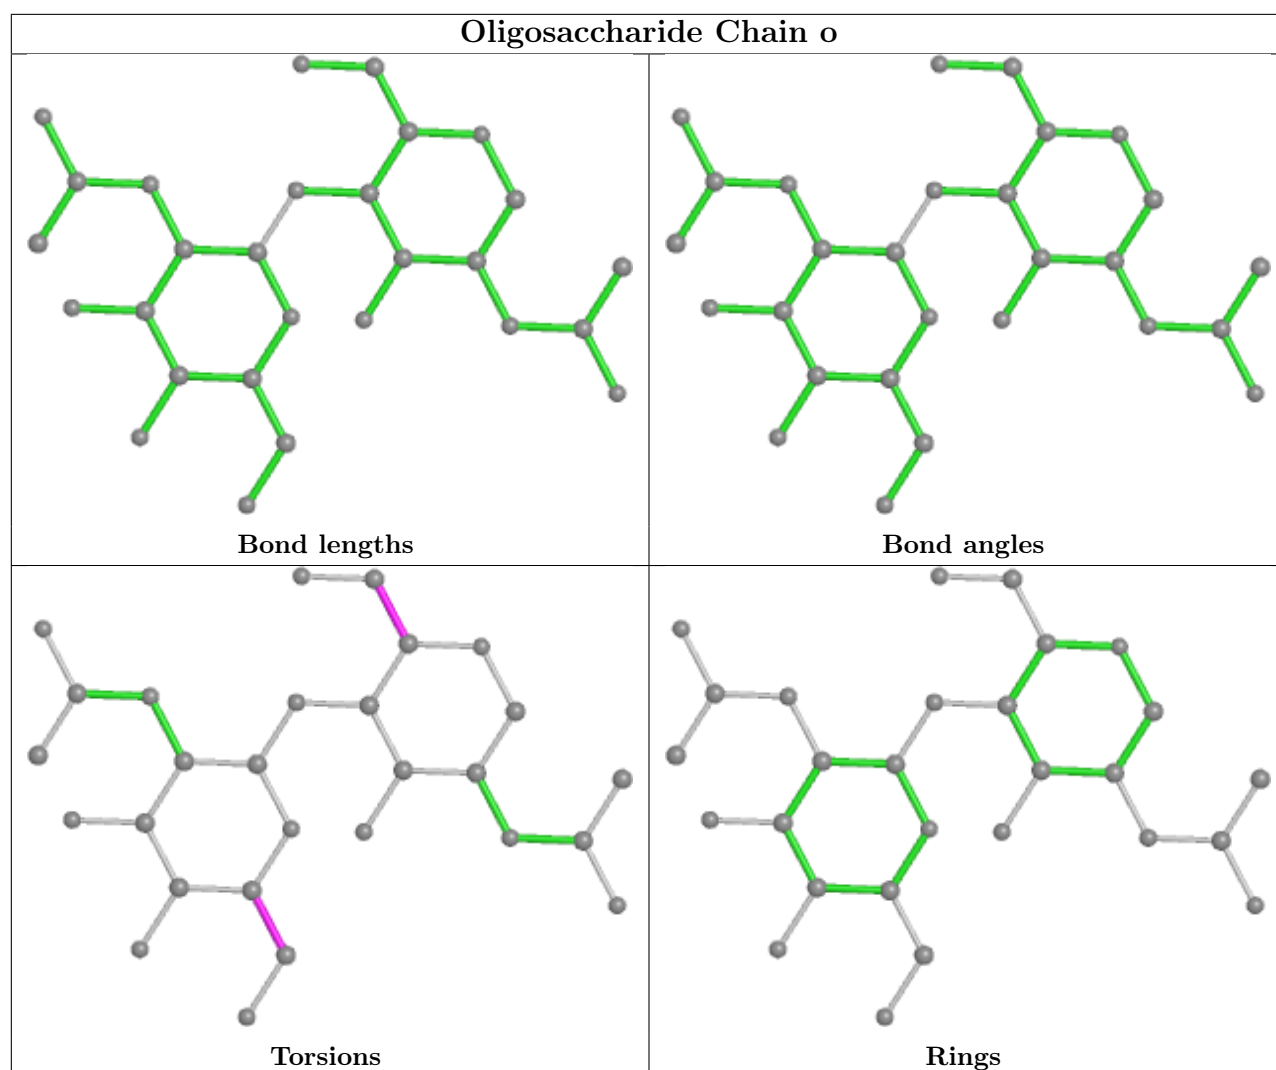 Oligosaccharide Chain o
Bond lengths
Bond angles
Torsions
Rings